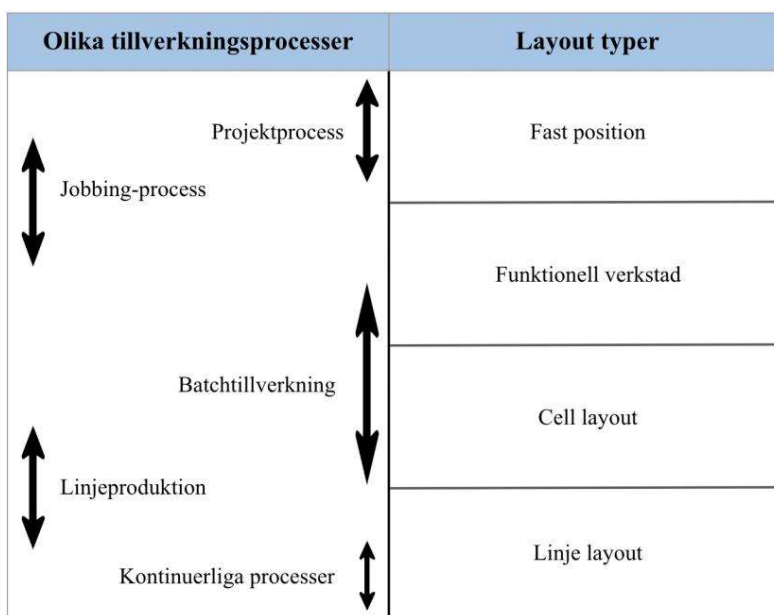 Olika tillverkningsprocesser
Layout typer
Projektprocess
Fast position
Jobbing-process
Funktionell verkstad
Batchtillverkning
Cell layout
Linjeproduktion
Linje layout
Kontinuerliga processer